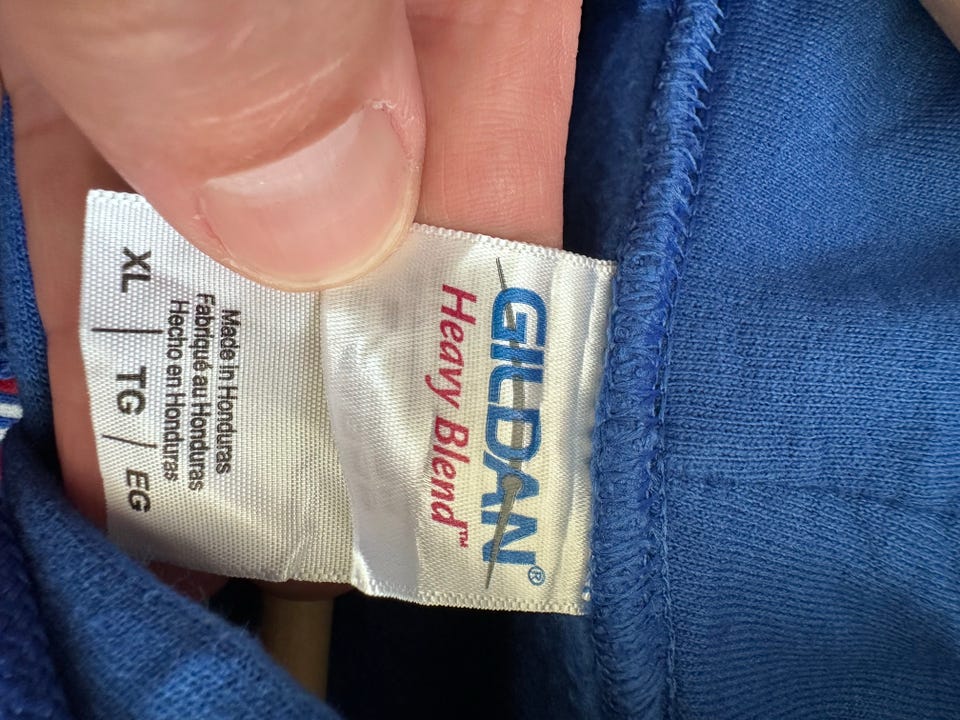 GILDAN®
Heavy Blend™
Made in Honduras
Fabriqué au Honduras
Hecho en Honduras
XL | TG / EG